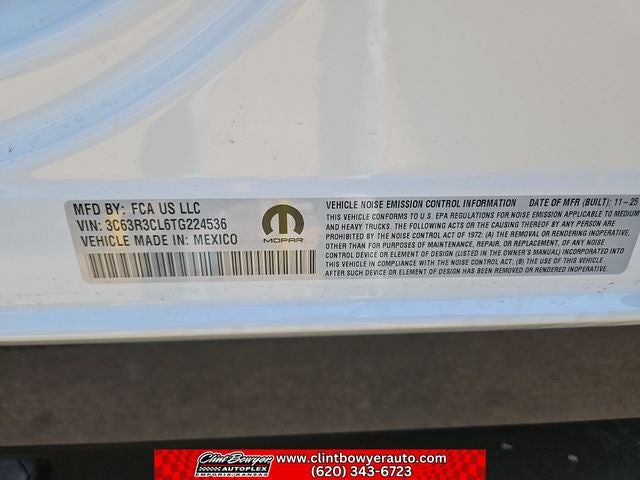 MFD BY: FCA US LLC
VIN: 3C63R3CL6TG224536
VEHICLE MADE IN: MEXICO
MOPAR
VEHICLE NOISE EMISSION CONTROL INFORMATION DATE OF MFR (BUILT): 11-25
THIS VEHICLE CONFORMS TO U.S. EPA REGULATIONS FOR NOISE EMISSION APPLICABLE TO MEDIUM
AND HEAVY TRUCKS. THE FOLLOWING ACTS OR THE CAUSING THEREOF BY ANY PERSON ARE
PROHIBITED BY THE NOISE CONTROL ACT OF 1972: (A) THE REMOVAL OR RENDERING INOPERATIVE,
OTHER THAN FOR PURPOSES OF MAINTENANCE, REPAIR, OR REPLACEMENT, OF ANY NOISE CONTROL
DEVICE OR ELEMENT OF DESIGN (LISTED IN THE OWNER'S MANUAL) INCORPORATED INTO
THIS VEHICLE IN COMPLIANCE WITH THE NOISE CONTROL ACT; (B) THE USE OF THIS VEHICLE
AFTER SUCH DEVICE OR ELEMENT OF DESIGN HAS BEEN REMOVED OR RENDERED INOPERATIVE.
Clint Bowyer
AUTOPLEX
EMPORIA, KANSAS
www.clintbowyerauto.com
(620) 343-6723